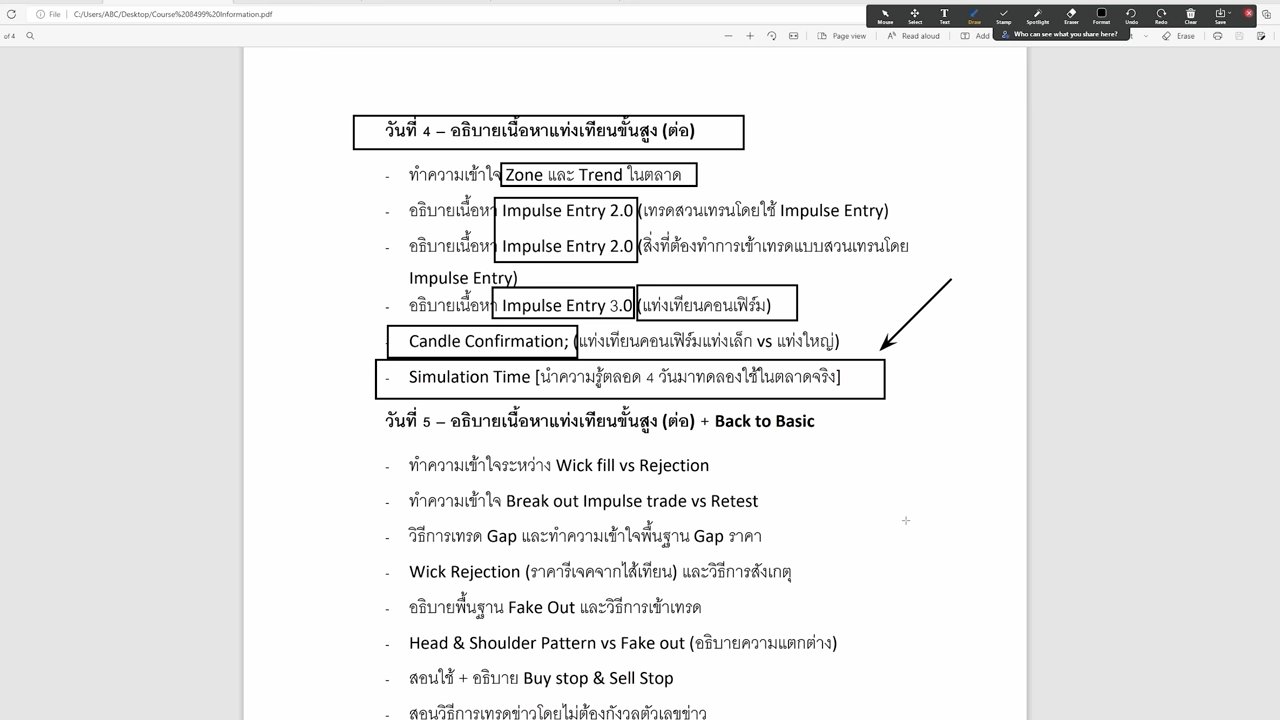 File
C:/Users/ABC/Desktop/Course%208499%20Information.pdf
Mouse Select Text Draw Stamp Spotlight Eraser Format Undo Redo Clear Save
Who can see what you share here?
of 4
Page view
Read aloud
Add
Erase
วันที่ 4 – อธิบายเนื้อหาแท่งเทียนขั้นสูง (ต่อ)
- ทำความเข้าใจ Zone และ Trend ในตลาด
- อธิบายเนื้อหา Impulse Entry 2.0 (เทรดสวนเทรนโดยใช้ Impulse Entry)
- อธิบายเนื้อหา Impulse Entry 2.0 (สิ่งที่ต้องทำการเข้าเทรดแบบสวนเทรนโดย
Impulse Entry)
- อธิบายเนื้อหา Impulse Entry 3.0 (แท่งเทียนคอนเฟิร์ม)
- Candle Confirmation; (แท่งเทียนคอนเฟิร์มแท่งเล็ก vs แท่งใหญ่)
- Simulation Time [นำความรู้ตลอด 4 วันมาทดลองใช้ในตลาดจริง]
วันที่ 5 – อธิบายเนื้อหาแท่งเทียนขั้นสูง (ต่อ) + Back to Basic
- ทำความเข้าใจระหว่าง Wick fill vs Rejection
- ทำความเข้าใจ Break out Impulse trade vs Retest
- วิธีการเทรด Gap และทำความเข้าใจพื้นฐาน Gap ราคา
- Wick Rejection (ราคารีเจคจากไส้เทียน) และวิธีการสังเกตุ
- อธิบายพื้นฐาน Fake Out และวิธีการเข้าเทรด
- Head & Shoulder Pattern vs Fake out (อธิบายความแตกต่าง)
- สอนใช้ + อธิบาย Buy stop & Sell Stop
- สอนวิธีการเทรดข่าวโดยไม่ต้องกังวลตัวเลขข่าว